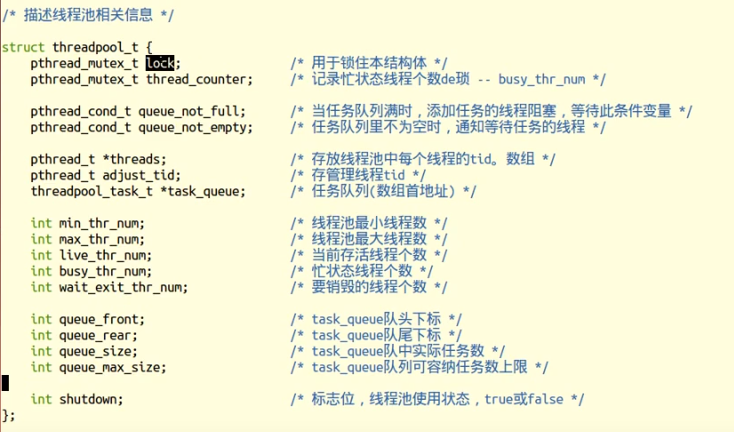 /* 描述线程池相关信息 */
struct threadpool_t {
pthread_mutex_t lock; /* 用于锁住本结构体 */
pthread_mutex_t thread_counter; /* 记录忙状态线程个数de琐 -- busy_thr_num */
pthread_cond_t queue_not_full; /* 当任务队列满时，添加任务的线程阻塞，等待此条件变量 */
pthread_cond_t queue_not_empty; /* 任务队列里不为空时，通知等待任务的线程 */
pthread_t *threads; /* 存放线程池中每个线程的tid。数组 */
pthread_t adjust_tid; /* 存管理线程tid */
threadpool_task_t *task_queue; /* 任务队列(数组首地址) */
int min_thr_num; /* 线程池最小线程数 */
int max_thr_num; /* 线程池最大线程数 */
int live_thr_num; /* 当前存活线程个数 */
int busy_thr_num; /* 忙状态线程个数 */
int wait_exit_thr_num; /* 要销毁的线程个数 */
int queue_front; /* task_queue队头下标 */
int queue_rear; /* task_queue队尾下标 */
int queue_size; /* task_queue队中实际任务数 */
int queue_max_size; /* task_queue队列可容纳任务数上限 */
int shutdown; /* 标志位，线程池使用状态，true或false */
};